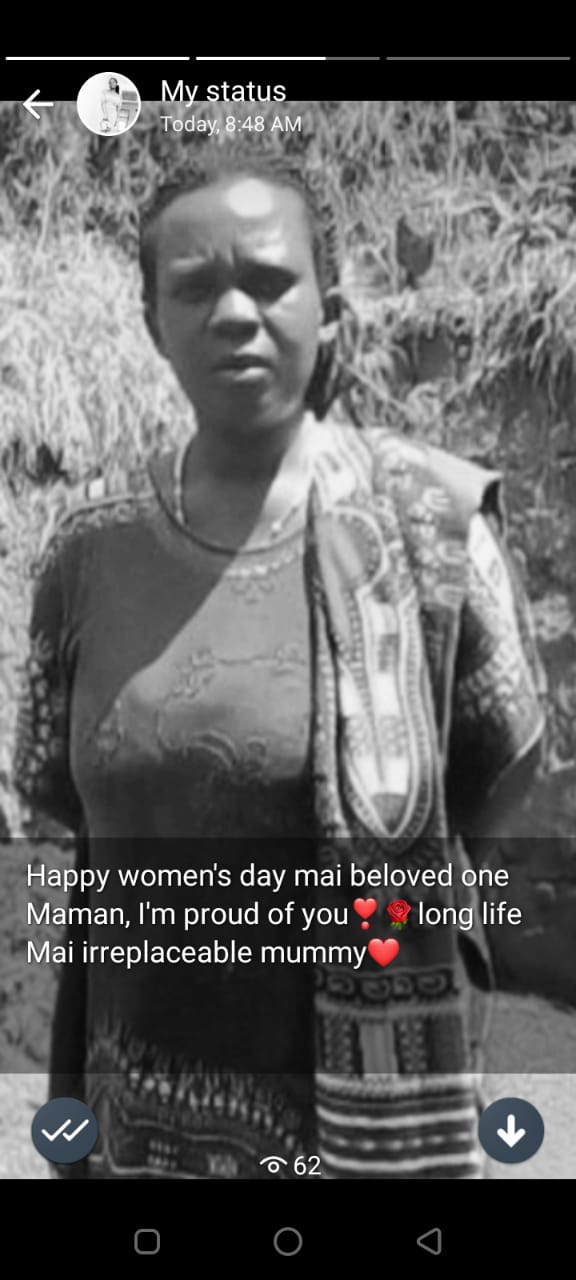 My status
Today, 8:48 AM
Happy women's day mai beloved one
Maman, I'm proud of you❣️🌹long life
Mai irreplaceable mummy❤️
62